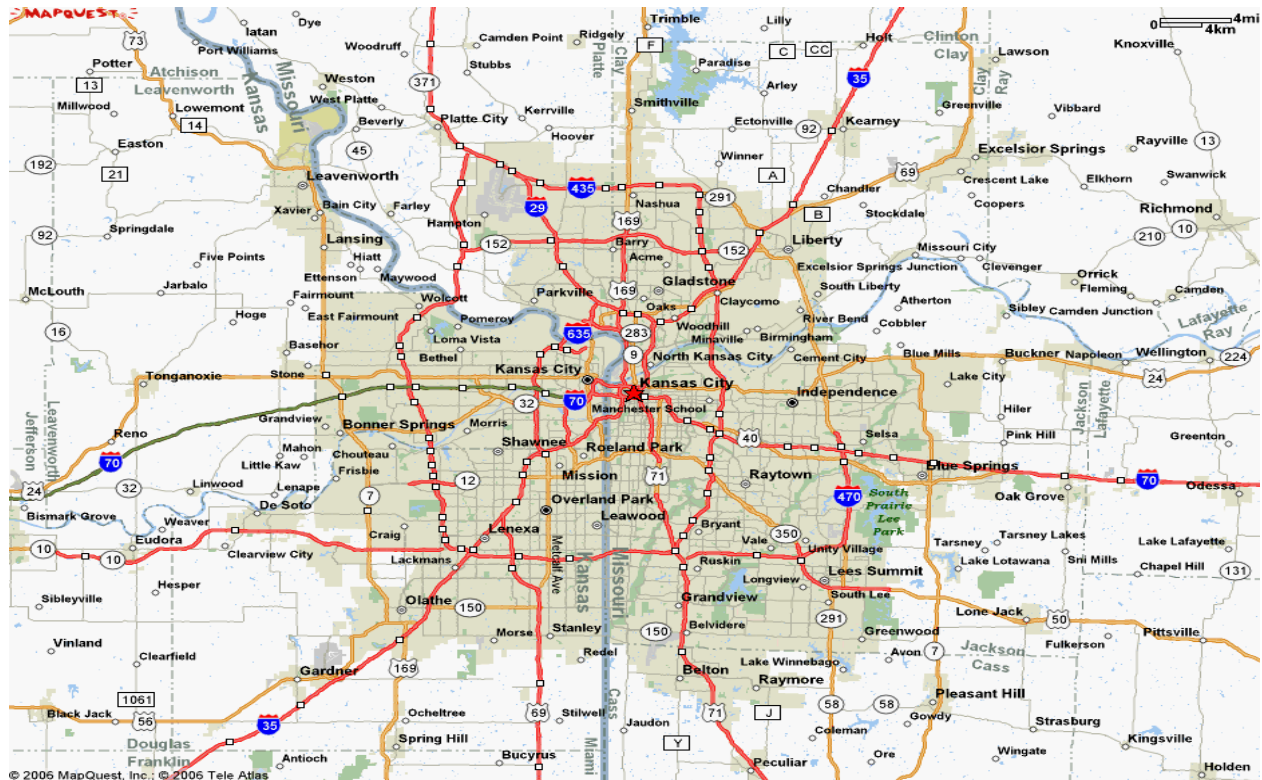 MAPQUEST
0 4mi
4km
Iatan
Dye
Trimble
Lilly
73
Port Williams
Woodruff
Camden Point
Ridgely
Platte
Clay
F
C
CC
Holt
Clinton
Clay
Lawson
Knoxville
Potter
Atchison
Leavenworth
Kansas
Missouri
Stubbs
Paradise
35
Clay
Ray
13
Millwood
Lowemont
Weston
371
Arley
Greenville
Vibbard
West Platte
Kerrville
Smithville
14
Beverly
Platte City
Hoover
Ectonville
92
Kearney
Rayville
13
Easton
45
Winner
Excelsior Springs
192
21
Leavenworth
435
A
69
Crescent Lake
Elkhorn
Swanwick
Chandler
Xavier
Bain City
Farley
29
Nashua
291
B
Stockdale
Coopers
Richmond
92
Springdale
Hampton
169
210
10
Lansing
152
Barry
152
Liberty
Missouri City
Five Points
Hiatt
Acme
Ettenson
Maywood
Excelsior Springs Junction
Clevenger
Orrick
McLouth
Jarbalo
Fairmount
Wolcott
Parkville
169
Gladstone
South Liberty
Fleming
Camden
Oaks
Claycomo
Atherton
Sibley
Camden Junction
Hoge
East Fairmount
Pomeroy
635
283
Woodhill
River Bend
Cobbler
Lafayette
Ray
16
Basehor
Loma Vista
Minaville
Birmingham
Bethel
9
North Kansas City
Cement City
Blue Mills
Buckner
Napoleon
Wellington
224
Tonganoxie
Stone
Kansas City
Kansas City
Independence
Lake City
24
Jefferson
Leavenworth
Grandview
32
70
Manchester School
Hiler
Jackson
Lafayette
Reno
Bonner Springs
Morris
Shawnee
Roeland Park
40
Selsa
Pink Hill
Greenton
70
Mahon
Chouteau
Little Kaw
Frisbie
Mission
71
Raytown
Blue Springs
70
24
32
Linwood
Lenape
7
12
Overland Park
470
South
Prairie
Lee
Park
Oak Grove
Odessa
Bismark Grove
Weaver
De Soto
Leawood
Bryant
10
10
Eudora
Craig
Lenexa
Metcalf Ave
Kansas
Missouri
Vale
350
Unity Village
Tarsney
Tarsney Lakes
Lake Lafayette
Clearview City
Lackmans
Ruskin
Lake Lotawana
Sni Mills
Chapel Hill
131
Hesper
Longview
Lees Summit
Sibleyville
Olathe
150
Grandview
South Lee
Lone Jack
50
Vinland
Morse
Stanley
150
Belvidere
291
Greenwood
Fulkerson
Pittsville
Clearfield
Redel
7
Jackson
Cass
Gardner
169
Belton
Lake Winnebago
Avon
Raymore
1061
Cass
58
58
Pleasant Hill
Black Jack
56
35
Ocheltree
69
Stilwell
Jaudon
71
J
Gowdy
Strasburg
Douglas
Franklin
Spring Hill
Miami
Y
Coleman
Kingsville
Antioch
Bucyrus
Peculiar
Ore
Wingate
Holden
© 2006 MapQuest, Inc.; © 2006 Tele Atlas